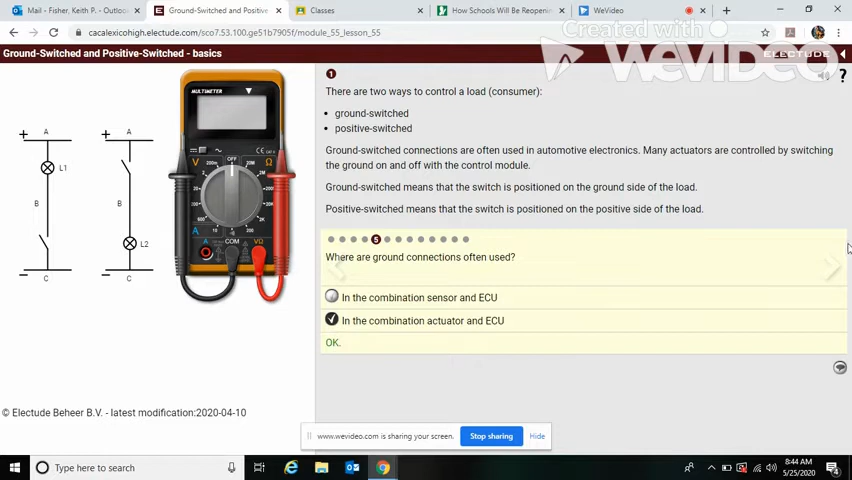 Mail - Fisher, Keith P. - Outlook
Ground-Switched and Positive
Classes
How Schools Will Be Reopenin
WeVideo
cacalexicohigh.electude.com/sco7.53.100.ge51b7905f/module_55_lesson_55
Created with
WEVIDEO
Ground-Switched and Positive-Switched - basics
ELECTUDE
?
+
A
+
A
L1
B
B
L2
−
C
−
C
MULTIMETER
V
OFF
Ω
A
COM
VΩ
1
There are two ways to control a load (consumer):
• ground-switched
• positive-switched
Ground-switched connections are often used in automotive electronics. Many actuators are controlled by switching
the ground on and off with the control module.
Ground-switched means that the switch is positioned on the ground side of the load.
Positive-switched means that the switch is positioned on the positive side of the load.
5
Where are ground connections often used?
In the combination sensor and ECU
In the combination actuator and ECU
OK.
© Electude Beheer B.V. - latest modification:2020-04-10
www.wevideo.com is sharing your screen.
Stop sharing
Hide
Type here to search
8:44 AM
5/25/2020